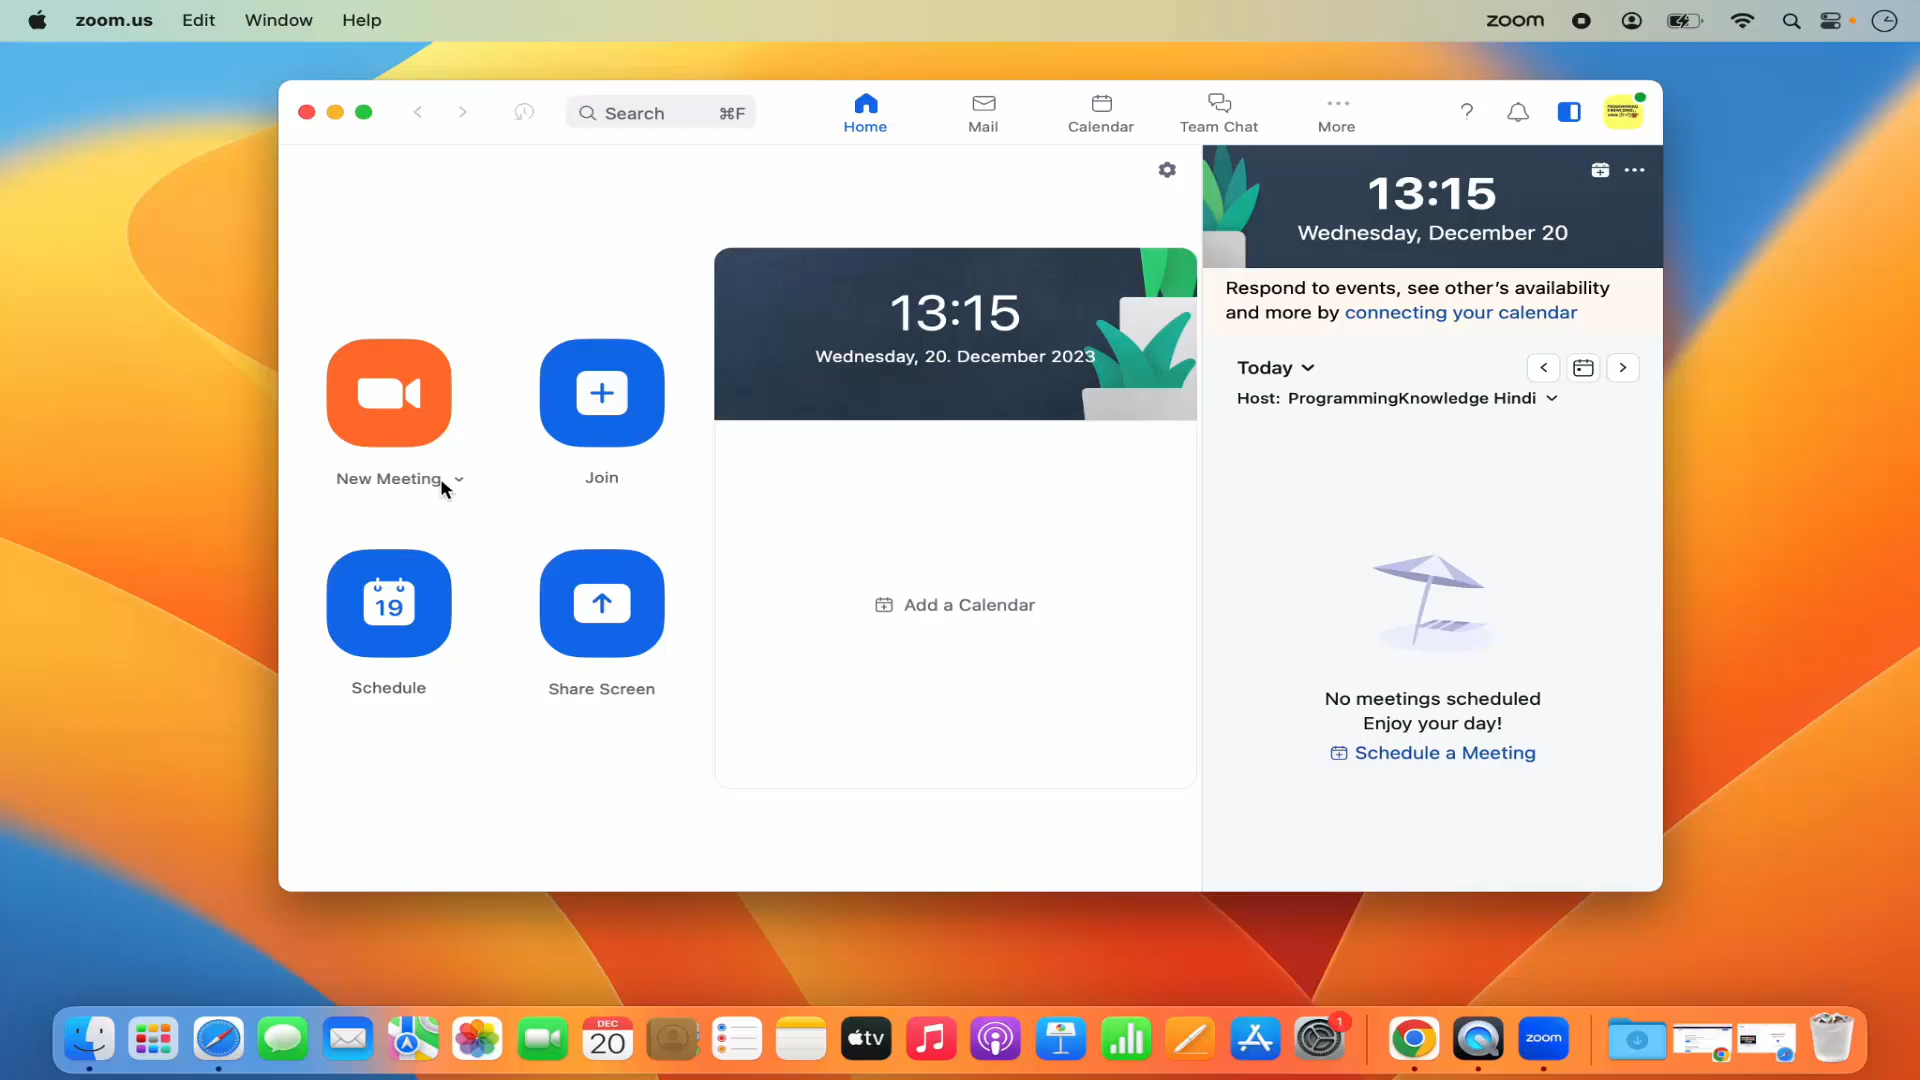 zoom.us Edit Window Help
zoom
Search ⌘F
Home
Mail
Calendar
Team Chat
More
?
13:15
Wednesday, 20. December 2023
New Meeting
Join
19
Schedule
Share Screen
Add a Calendar
13:15
Wednesday, December 20
Respond to events, see other's availability
and more by connecting your calendar
Today
Host: ProgrammingKnowledge Hindi
No meetings scheduled
Enjoy your day!
Schedule a Meeting
DEC
20
tv
1
zoom